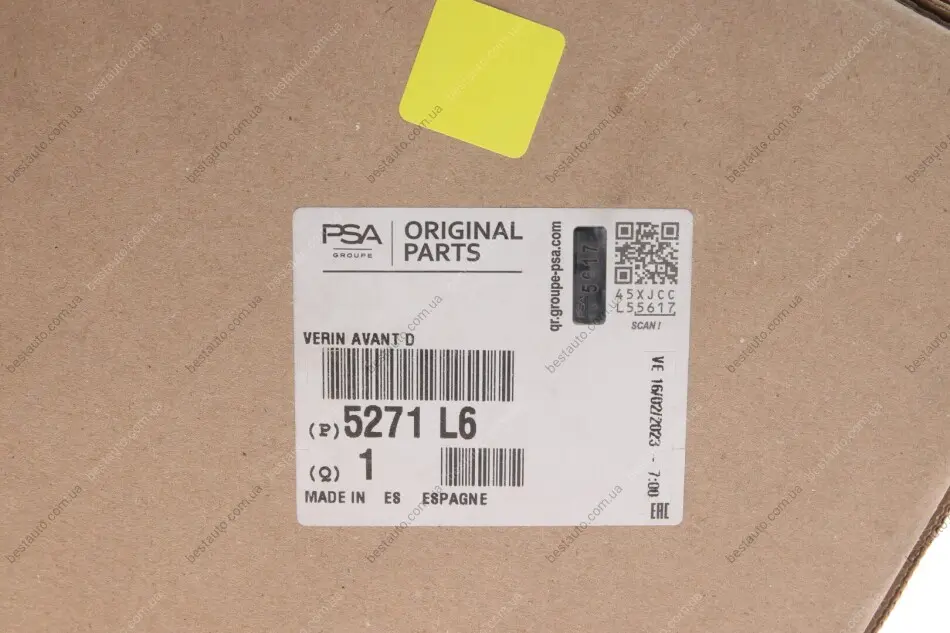 PSA
GROUPE
ORIGINAL
PARTS
qr.groupe-psa.com
5617
45XJCC
L55617
SCAN!
VERIN AVANT D
(P) 5271 L6
(Q) 1
MADE IN ES ESPAGNE
VE 16/02/2023 - 7:00
EAC
bestauto.com.ua